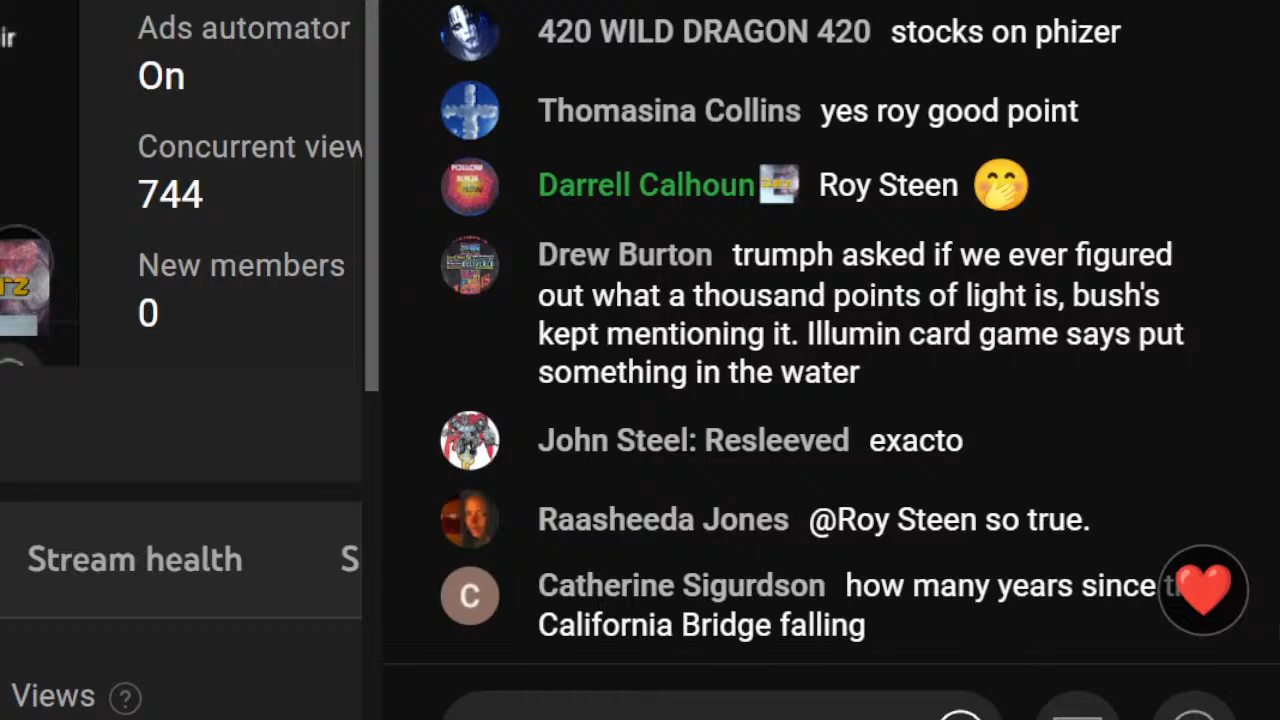 Ads automator
On
Concurrent view
744
New members
0
Stream health
S
Views ?
420 WILD DRAGON 420 stocks on phizer
Thomasina Collins yes roy good point
Darrell Calhoun Roy Steen 🤭
Drew Burton trumph asked if we ever figured
out what a thousand points of light is, bush's
kept mentioning it. Illumin card game says put
something in the water
John Steel: Resleeved exacto
Raasheeda Jones @Roy Steen so true.
C
Catherine Sigurdson how many years since
California Bridge falling